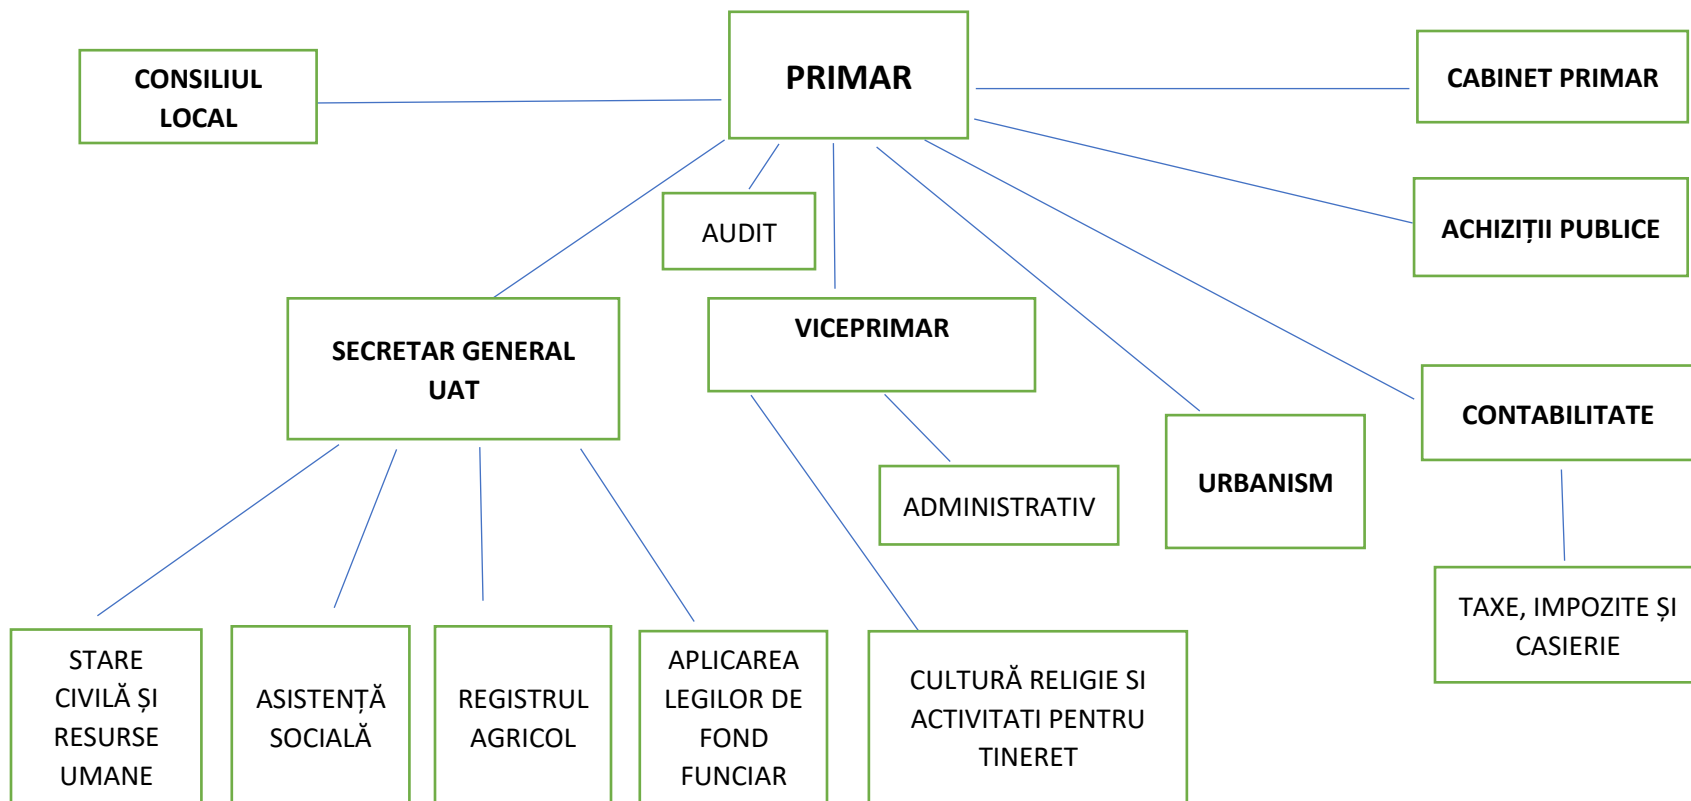 CONSILIUL
LOCAL
PRIMAR
CABINET PRIMAR
ACHIZIȚII PUBLICE
AUDIT
SECRETAR GENERAL
UAT
VICEPRIMAR
CONTABILITATE
URBANISM
ADMINISTRATIV
TAXE, IMPOZITE ȘI
CASIERIE
STARE
CIVILĂ ȘI
RESURSE
UMANE
ASISTENȚĂ
SOCIALĂ
REGISTRUL
AGRICOL
APLICAREA
LEGILOR DE
FOND
FUNCIAR
CULTURĂ RELIGIE SI
ACTIVITATI PENTRU
TINERET